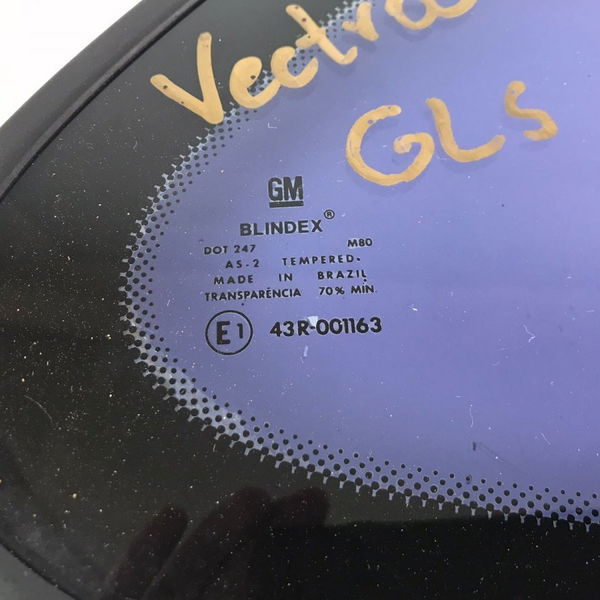 Vectra
GLS
GM
BLINDEX®
DOT 247 M80
AS-2 TEMPERED.
MADE IN BRAZIL
TRANSPARÊNCIA 70% MIN.
E1 43R-001163